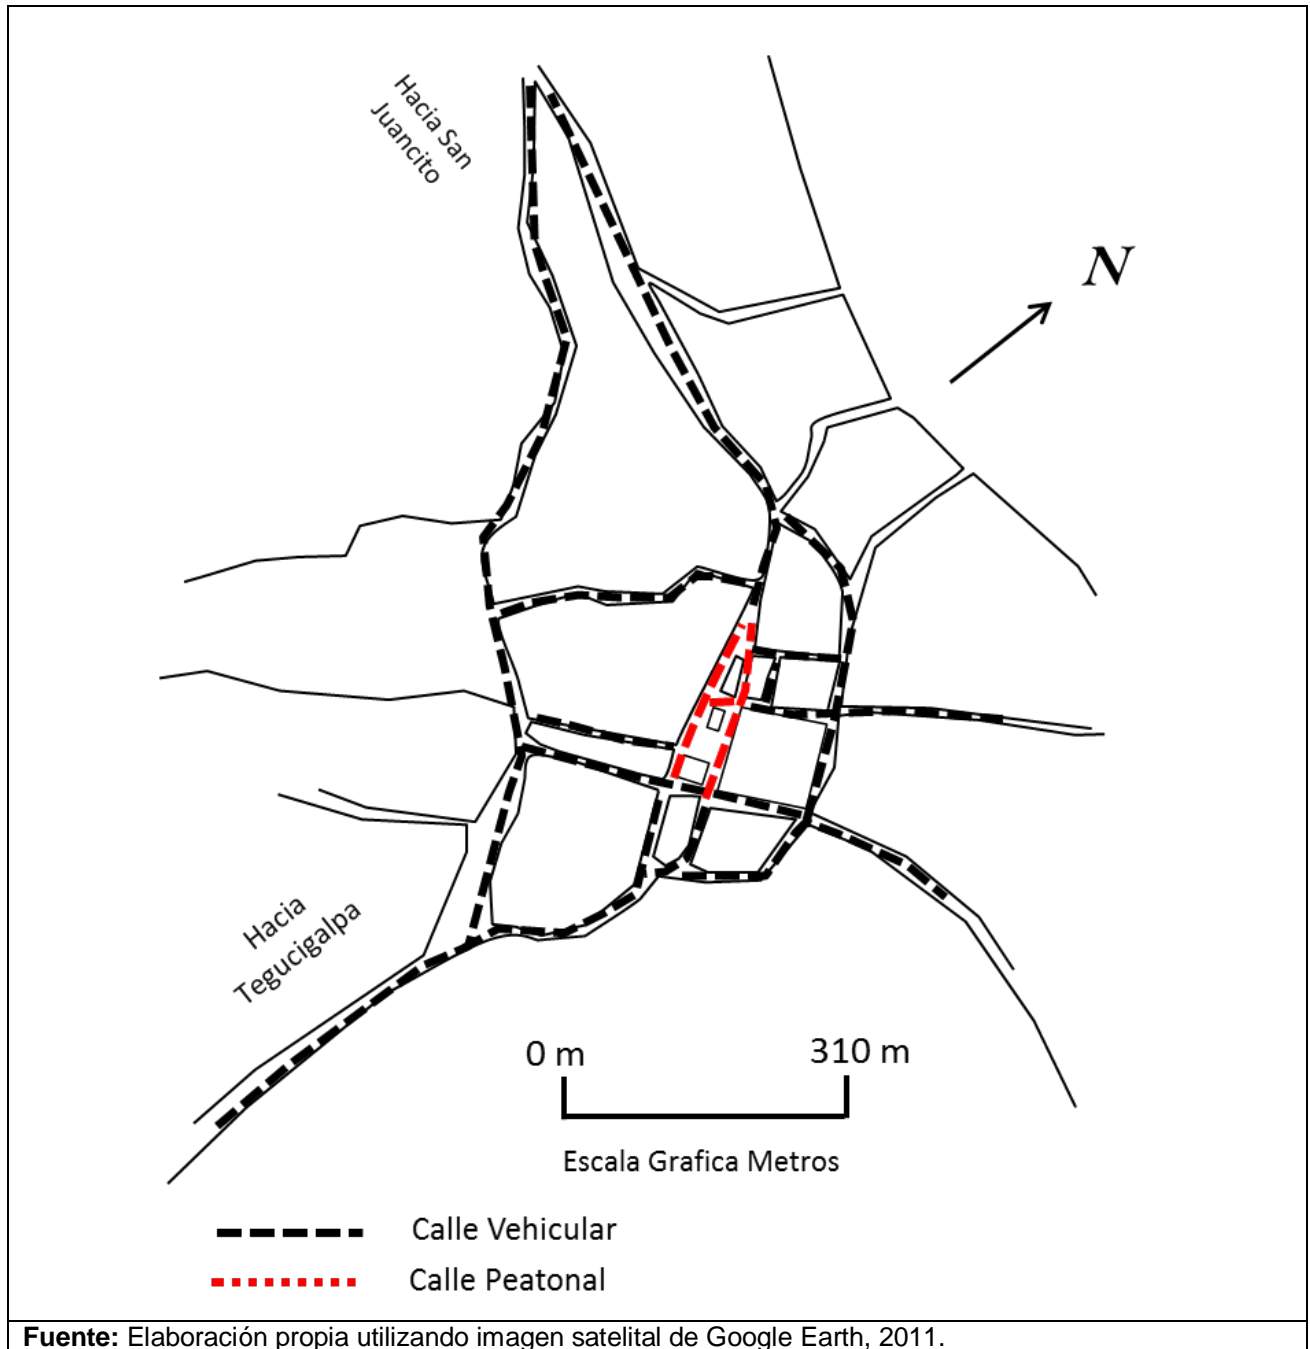 Hacia San
Juancito
N
Hacia
Tegucigalpa
0 m
310 m
Escala Grafica Metros
Calle Vehicular
Calle Peatonal
Fuente: Elaboración propia utilizando imagen satelital de Google Earth, 2011.